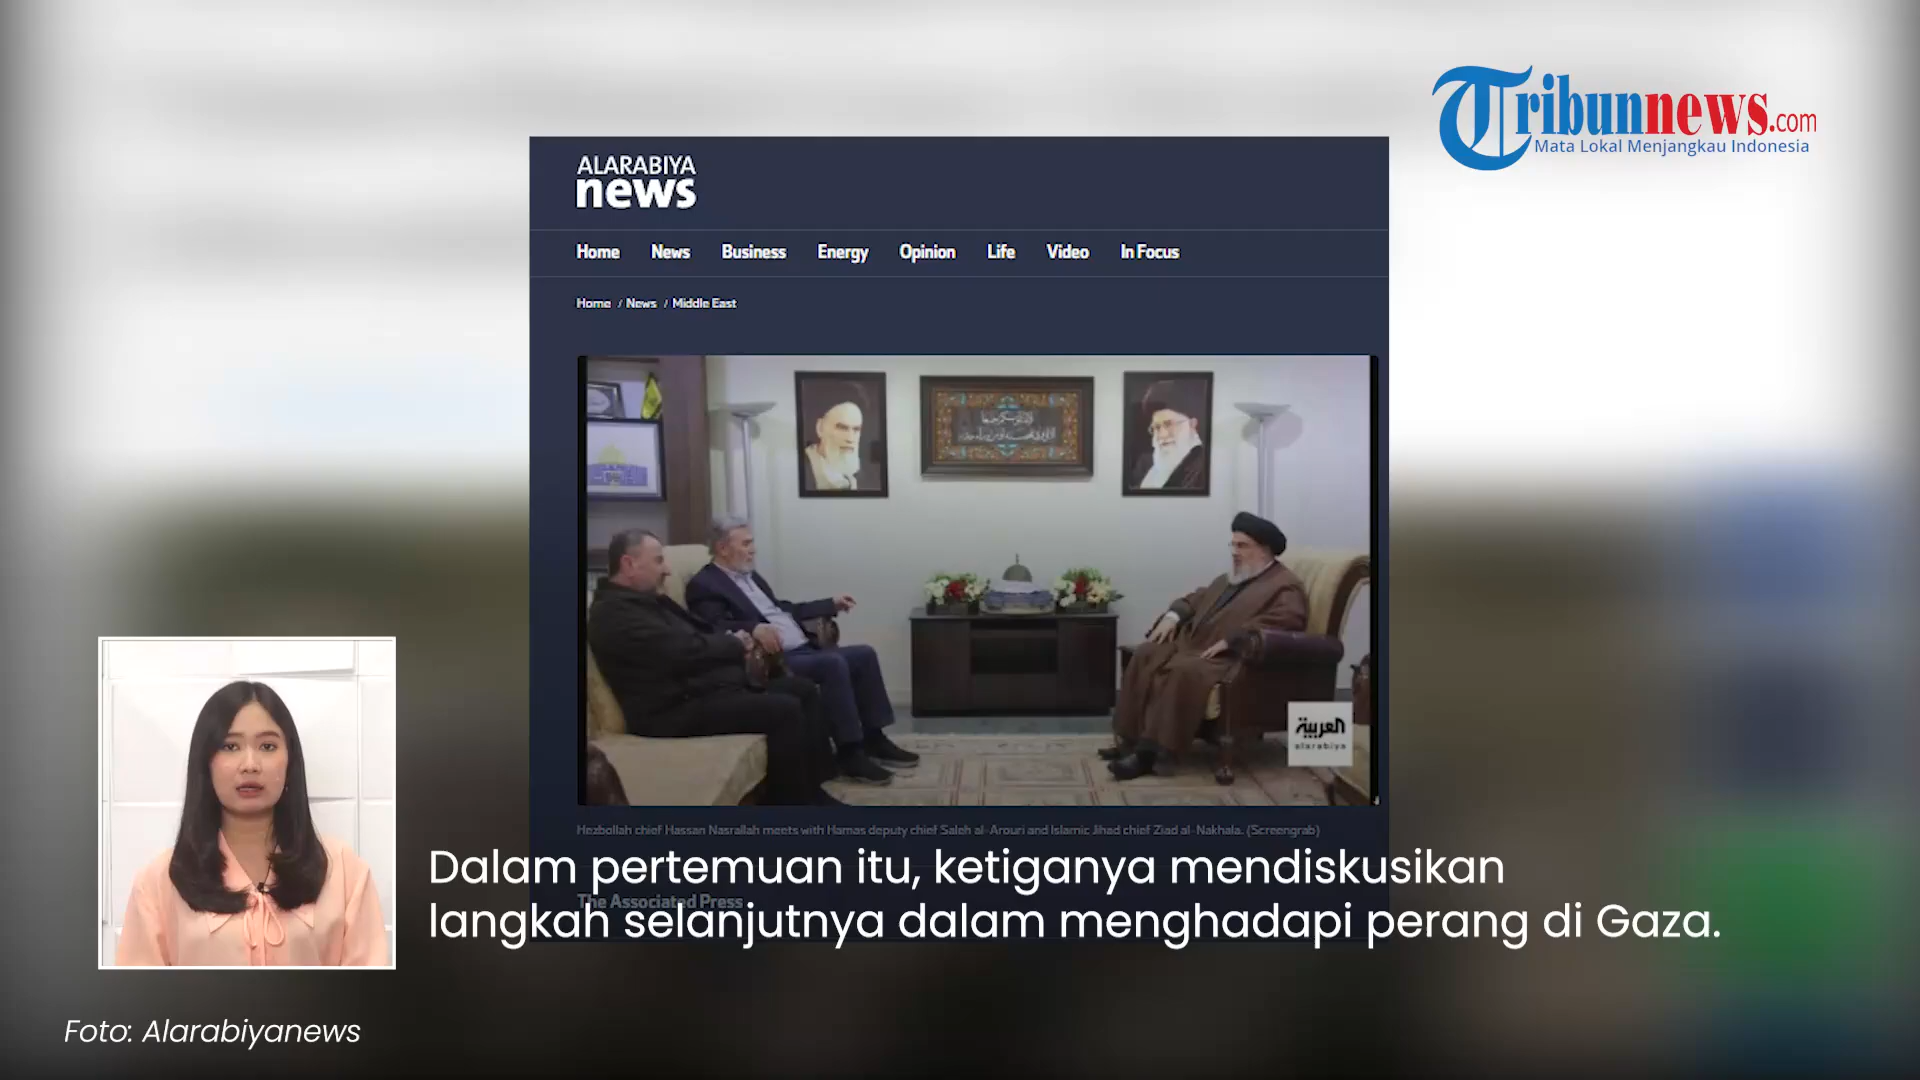 Tribunnews.com
Mata Lokal Menjangkau Indonesia
ALARABIYA
news
Home News Business Energy Opinion Life Video In Focus
Home / News / Middle East
العربية
alarabiya
Hezbollah chief Hassan Nasrallah meets with Hamas deputy chief Saleh al-Arouri and Islamic Jihad chief Ziad al-Nakhala. (Screengrab)
The Associated Press
Dalam pertemuan itu, ketiganya mendiskusikan
langkah selanjutnya dalam menghadapi perang di Gaza.
Foto: Alarabiyanews